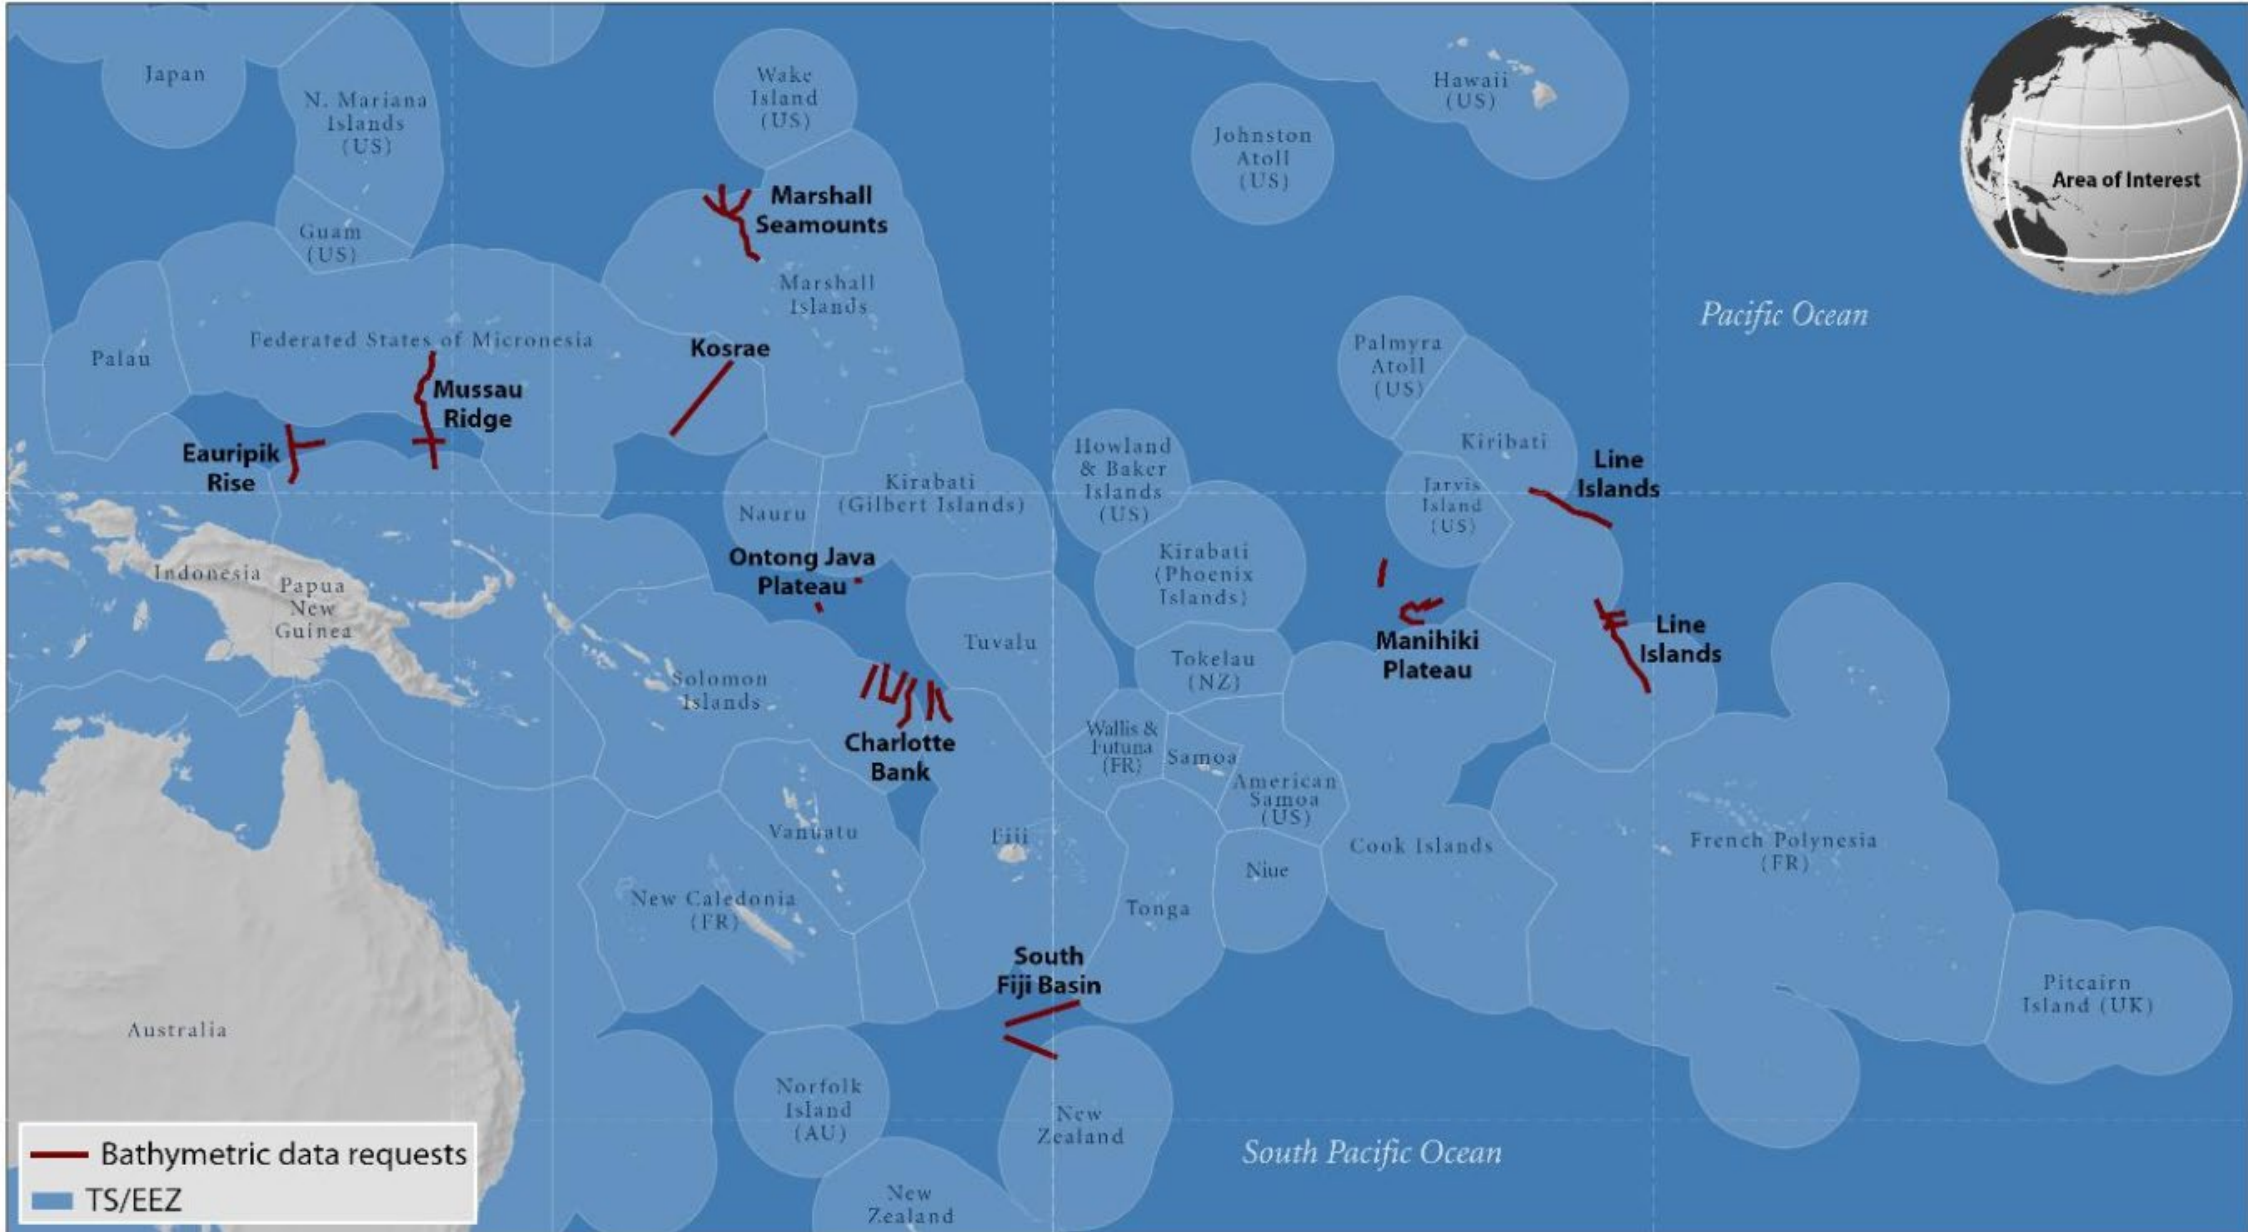 Japan
N. Mariana
Islands
(US)
Guam
(US)
Wake
Island
(US)
Johnston
Atoll
(US)
Hawaii
(US)
Area of Interest
Marshall
Seamounts
Marshall
Islands
Pacific Ocean
Palau
Federated States of Micronesia
Kosrae
Mussau
Ridge
Eauripik
Rise
Palmyra
Atoll
(US)
Kiribati
Line
Islands
Howland
& Baker
Islands
(US)
Jarvis
Island
(US)
Kirabati
(Gilbert Islands)
Nauru
Ontong Java
Plateau
Kirabati
(Phoenix
Islands)
Indonesia
Papua
New
Guinea
Tuvalu
Manihiki
Plateau
Line
Islands
Tokelau
(NZ)
Solomon
Islands
Charlotte
Bank
Wallis &
Futuna
(FR)
Samoa
American
Samoa
(US)
Vanuatu
Fiji
Cook Islands
French Polynesia
(FR)
Niue
New Caledonia
(FR)
Tonga
South
Fiji Basin
Pitcairn
Island (UK)
Australia
Norfolk
Island
(AU)
New
Zealand
South Pacific Ocean
New
Zealand
Bathymetric data requests
TS/EEZ